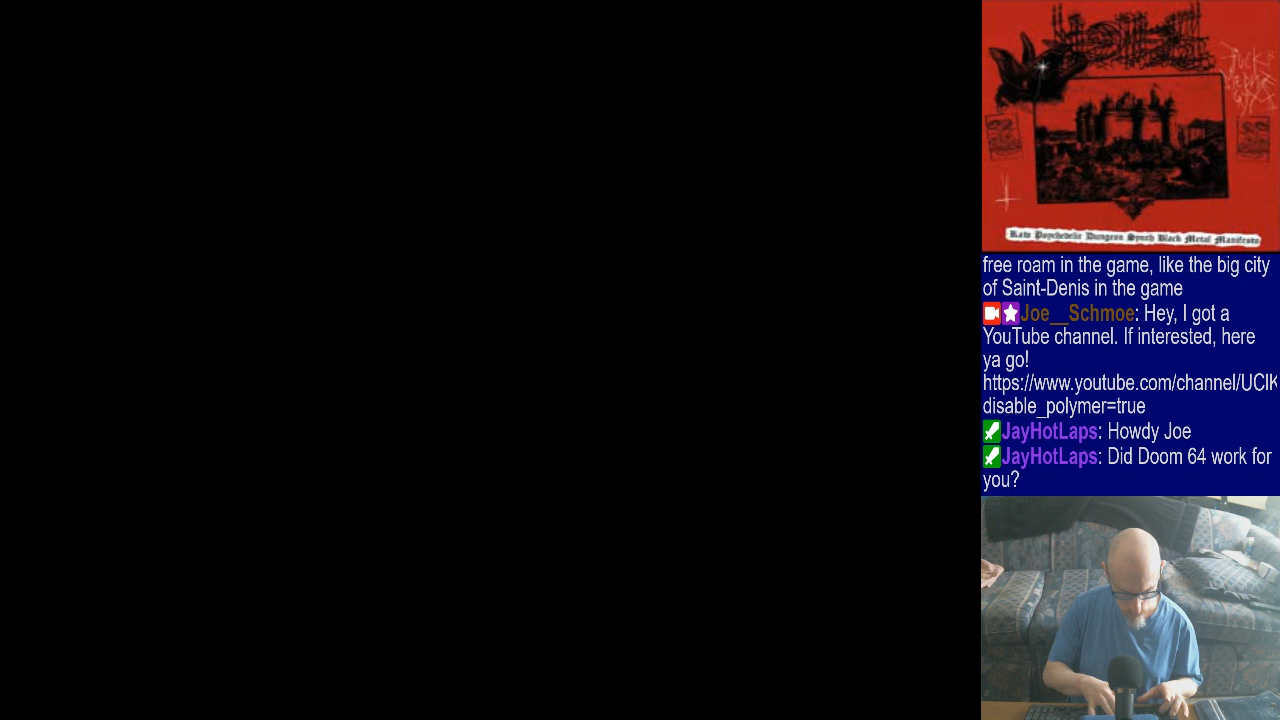 Raw Psychedelic Dungeon Synth Black Metal Manifesto
free roam in the game, like the big city
of Saint-Denis in the game
Joe__Schmoe: Hey, I got a
YouTube channel. If interested, here
ya go!
https://www.youtube.com/channel/UClK
disable_polymer=true
JayHotLaps: Howdy Joe
JayHotLaps: Did Doom 64 work for
you?